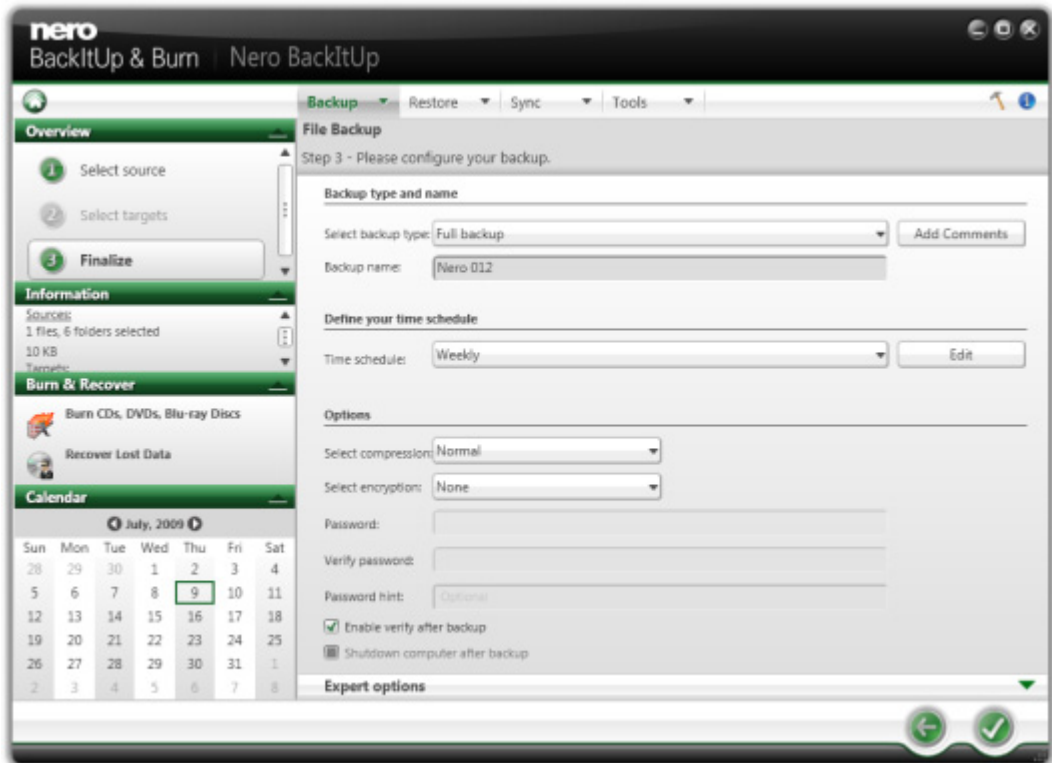 nero
BackItUp & Burn Nero BackItUp
Backup Restore Sync Tools
Overview
1 Select source
2 Select targets
3 Finalize
Information
Sources:
1 files, 6 folders selected
10 KB
Targets:
Burn & Recover
Burn CDs, DVDs, Blu-ray Discs
Recover Lost Data
Calendar
July, 2009
Sun Mon Tue Wed Thu Fri Sat
28 29 30 1 2 3 4
5 6 7 8 9 10 11
12 13 14 15 16 17 18
19 20 21 22 23 24 25
26 27 28 29 30 31 1
2 3 4 5 6 7 8
File Backup
Step 3 - Please configure your backup.
Backup type and name
Select backup type: Full backup Add Comments
Backup name: Nero 012
Define your time schedule
Time schedule: Weekly Edit
Options
Select compression: Normal
Select encryption: None
Password:
Verify password:
Password hint: Optional
Enable verify after backup
Shutdown computer after backup
Expert options